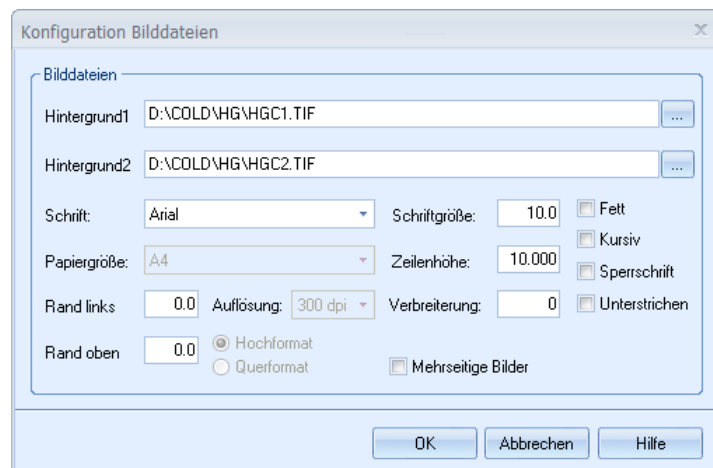 Konfiguration Bilddateien x
Bilddateien
Hintergrund1 D:\COLD\HG\HGC1.TIF ...
Hintergrund2 D:\COLD\HG\HGC2.TIF ...
Schrift: Arial Schriftgröße: 10.0 Fett
Kursiv
Papiergröße: A4 Zeilenhöhe: 10.000 Sperrschrift
Rand links 0.0 Auflösung: 300 dpi Verbreiterung: 0 Unterstrichen
Rand oben 0.0 Hochformat
Querformat Mehrseitige Bilder
OK Abbrechen Hilfe